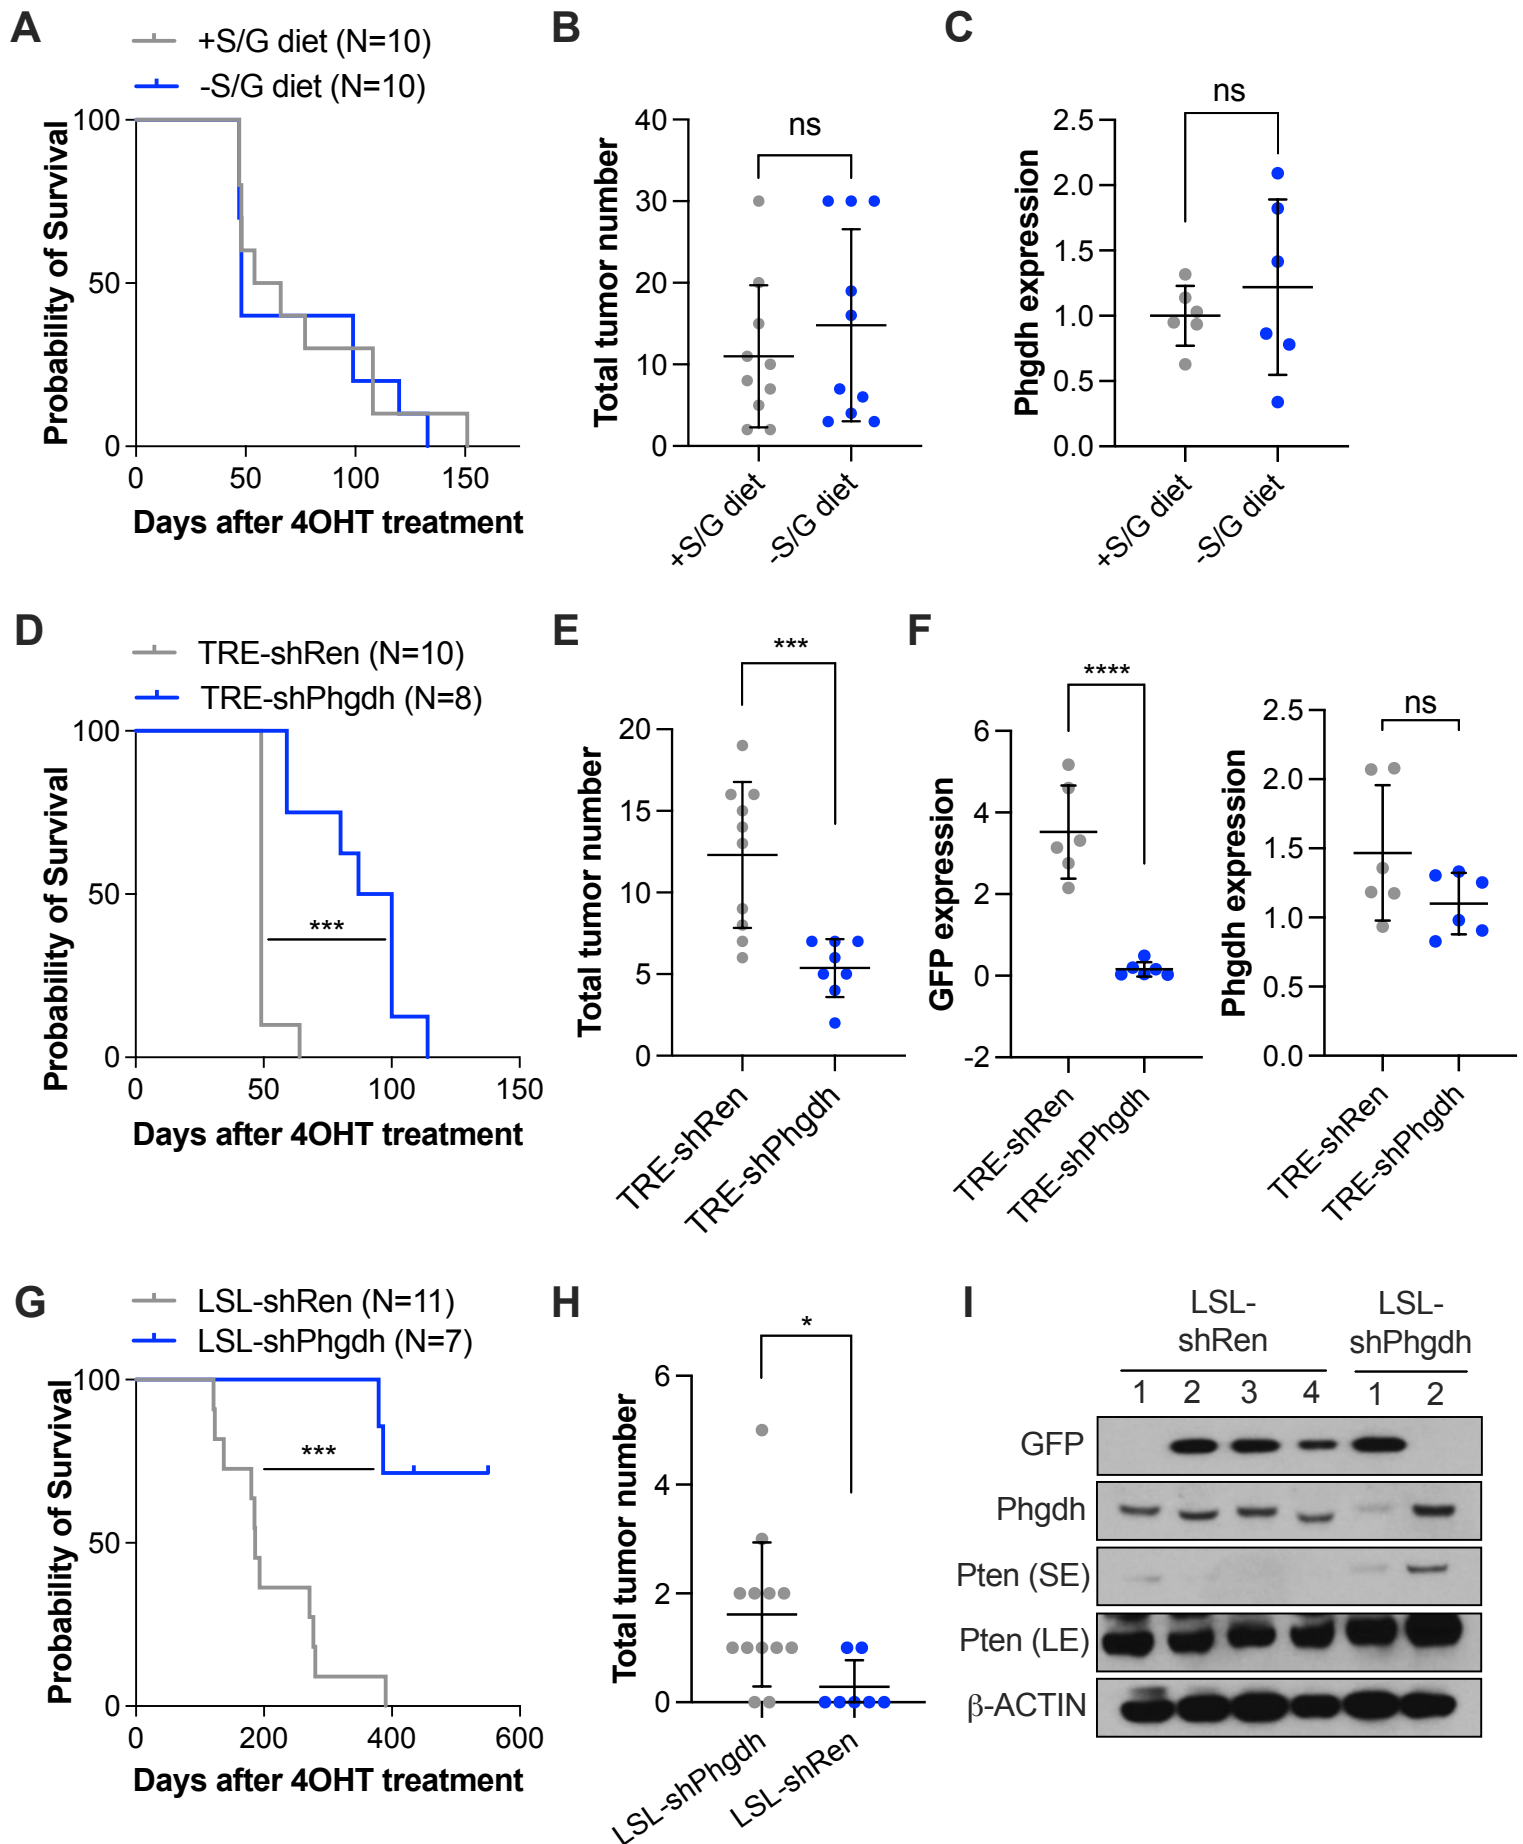 A
+S/G diet (N=10)
-S/G diet (N=10)
Probability of Survival
100
50
0
0 50 100 150
Days after 4OHT treatment
B
ns
Total tumor number
40
30
20
10
0
+S/G diet
-S/G diet
C
ns
Phgdh expression
2.5
2.0
1.5
1.0
0.5
0.0
+S/G diet
-S/G diet
D
TRE-shRen (N=10)
TRE-shPhgdh (N=8)
Probability of Survival
100
50
0
***
0 50 100 150
Days after 4OHT treatment
E
***
Total tumor number
20
15
10
5
0
TRE-shRen
TRE-shPhgdh
F
****
GFP expression
6
4
2
0
-2
TRE-shRen
TRE-shPhgdh
ns
Phgdh expression
2.5
2.0
1.5
1.0
0.5
0.0
TRE-shRen
TRE-shPhgdh
G
LSL-shRen (N=11)
LSL-shPhgdh (N=7)
Probability of Survival
100
50
0
***
0 200 400 600
Days after 4OHT treatment
H
*
Total tumor number
6
4
2
0
LSL-shPhgdh
LSL-shRen
I
LSL-
shRen
LSL-
shPhgdh
1 2 3 4 1 2
GFP
Phgdh
Pten (SE)
Pten (LE)
β-ACTIN